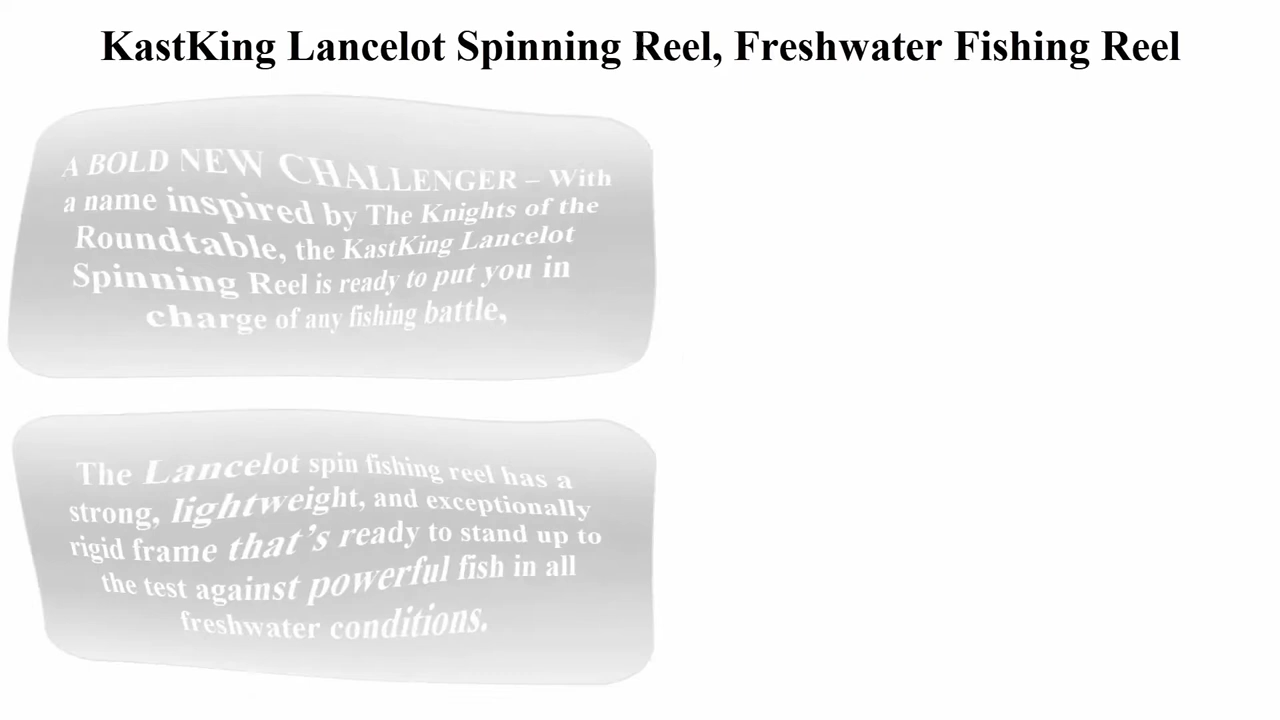 KastKing Lancelot Spinning Reel, Freshwater Fishing Reel
A BOLD NEW CHALLENGER – With
a name inspired by The Knights of the
Roundtable, the KastKing Lancelot
Spinning Reel is ready to put you in
charge of any fishing battle,
The Lancelot spin fishing reel has a
strong, lightweight, and exceptionally
rigid frame that’s ready to stand up to
the test against powerful fish in all
freshwater conditions.